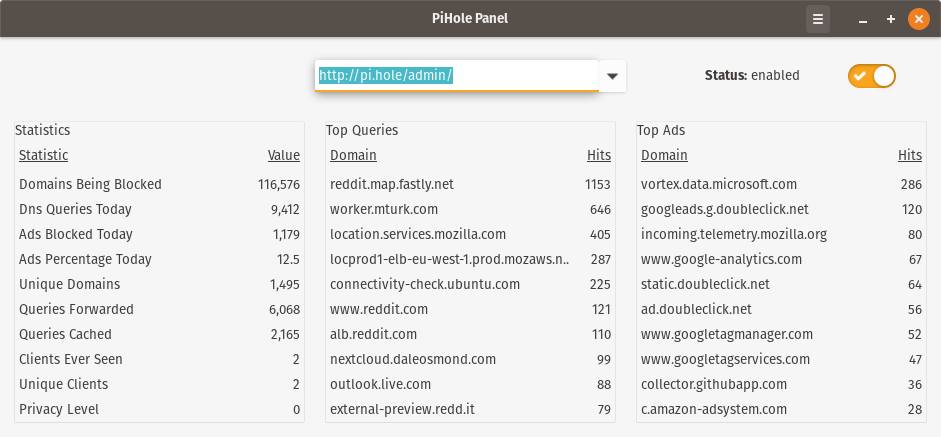 PiHole Panel
http://pi.hole/admin/
Status: enabled
Statistics
Statistic Value
Domains Being Blocked 116,576
Dns Queries Today 9,412
Ads Blocked Today 1,179
Ads Percentage Today 12.5
Unique Domains 1,495
Queries Forwarded 6,068
Queries Cached 2,165
Clients Ever Seen 2
Unique Clients 2
Privacy Level 0
Top Queries
Domain Hits
reddit.map.fastly.net 1153
worker.mturk.com 646
location.services.mozilla.com 405
locprod1-elb-eu-west-1.prod.mozaws.n.. 287
connectivity-check.ubuntu.com 225
www.reddit.com 121
alb.reddit.com 110
nextcloud.daleosmond.com 99
outlook.live.com 88
external-preview.redd.it 79
Top Ads
Domain Hits
vortex.data.microsoft.com 286
googleads.g.doubleclick.net 120
incoming.telemetry.mozilla.org 80
www.google-analytics.com 67
static.doubleclick.net 64
ad.doubleclick.net 56
www.googletagmanager.com 52
www.googletagservices.com 47
collector.githubapp.com 36
c.amazon-adsystem.com 28